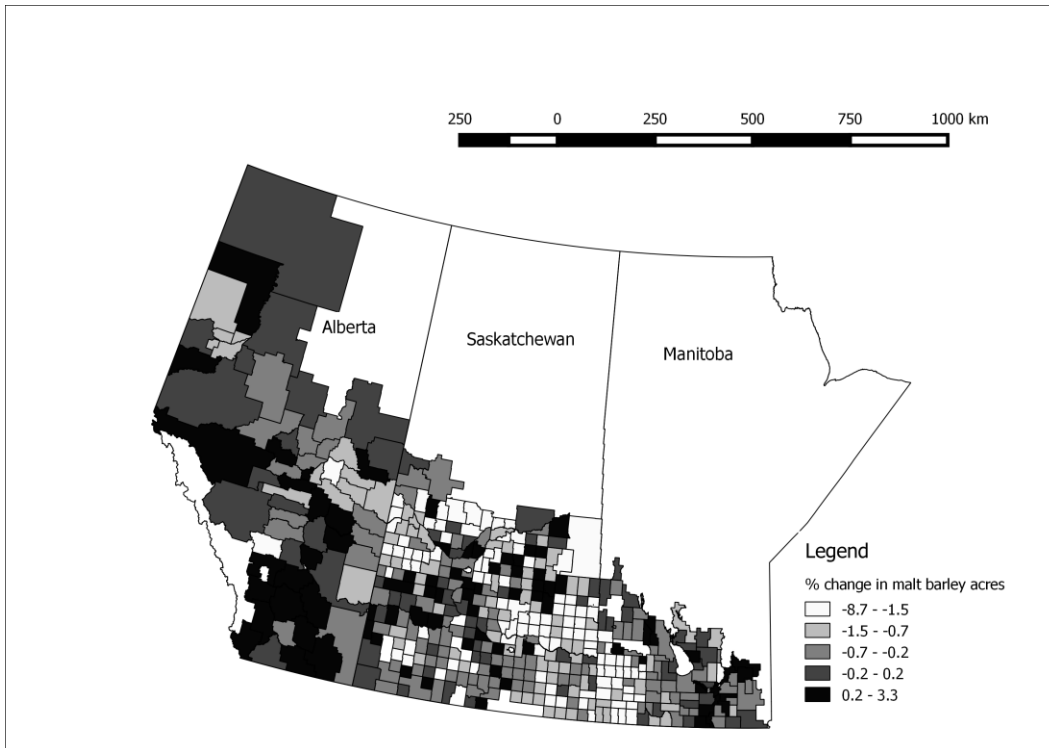 250 0 250 500 750 1000 km
Alberta
Saskatchewan
Manitoba
Legend
% change in malt barley acres
-8.7 - -1.5
-1.5 - -0.7
-0.7 - -0.2
-0.2 - 0.2
0.2 - 3.3